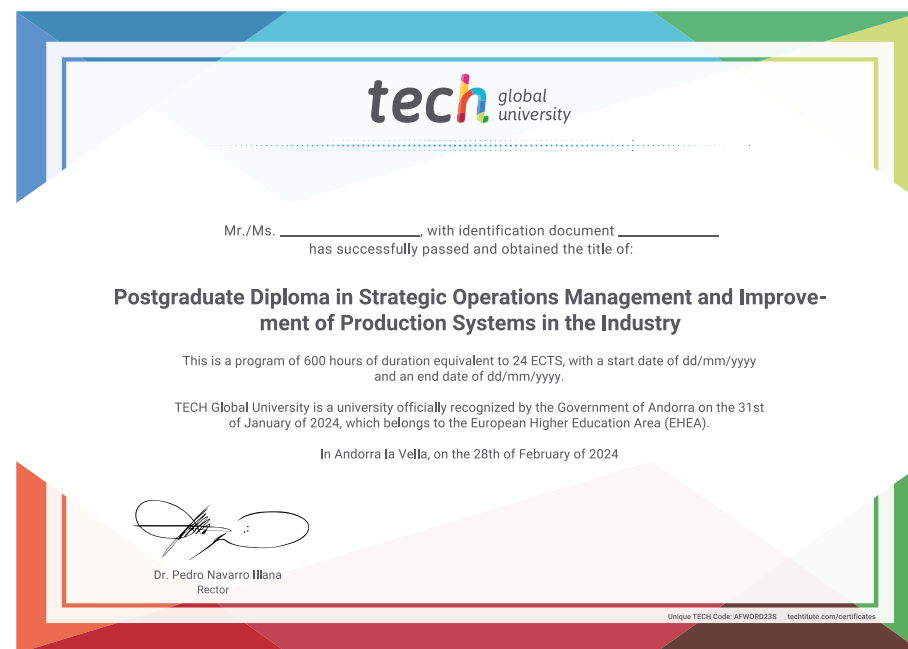 tech global university
Mr./Ms. ____________________, with identification document ______________
has successfully passed and obtained the title of:
Postgraduate Diploma in Strategic Operations Management and Improve-
ment of Production Systems in the Industry
This is a program of 600 hours of duration equivalent to 24 ECTS, with a start date of dd/mm/yyyy
and an end date of dd/mm/yyyy.
TECH Global University is a university officially recognized by the Government of Andorra on the 31st
of January of 2024, which belongs to the European Higher Education Area (EHEA).
In Andorra la Vella, on the 28th of February of 2024
Dr. Pedro Navarro Illana
Rector
Unique TECH Code: AFWORD23S techtitute.com/certificates